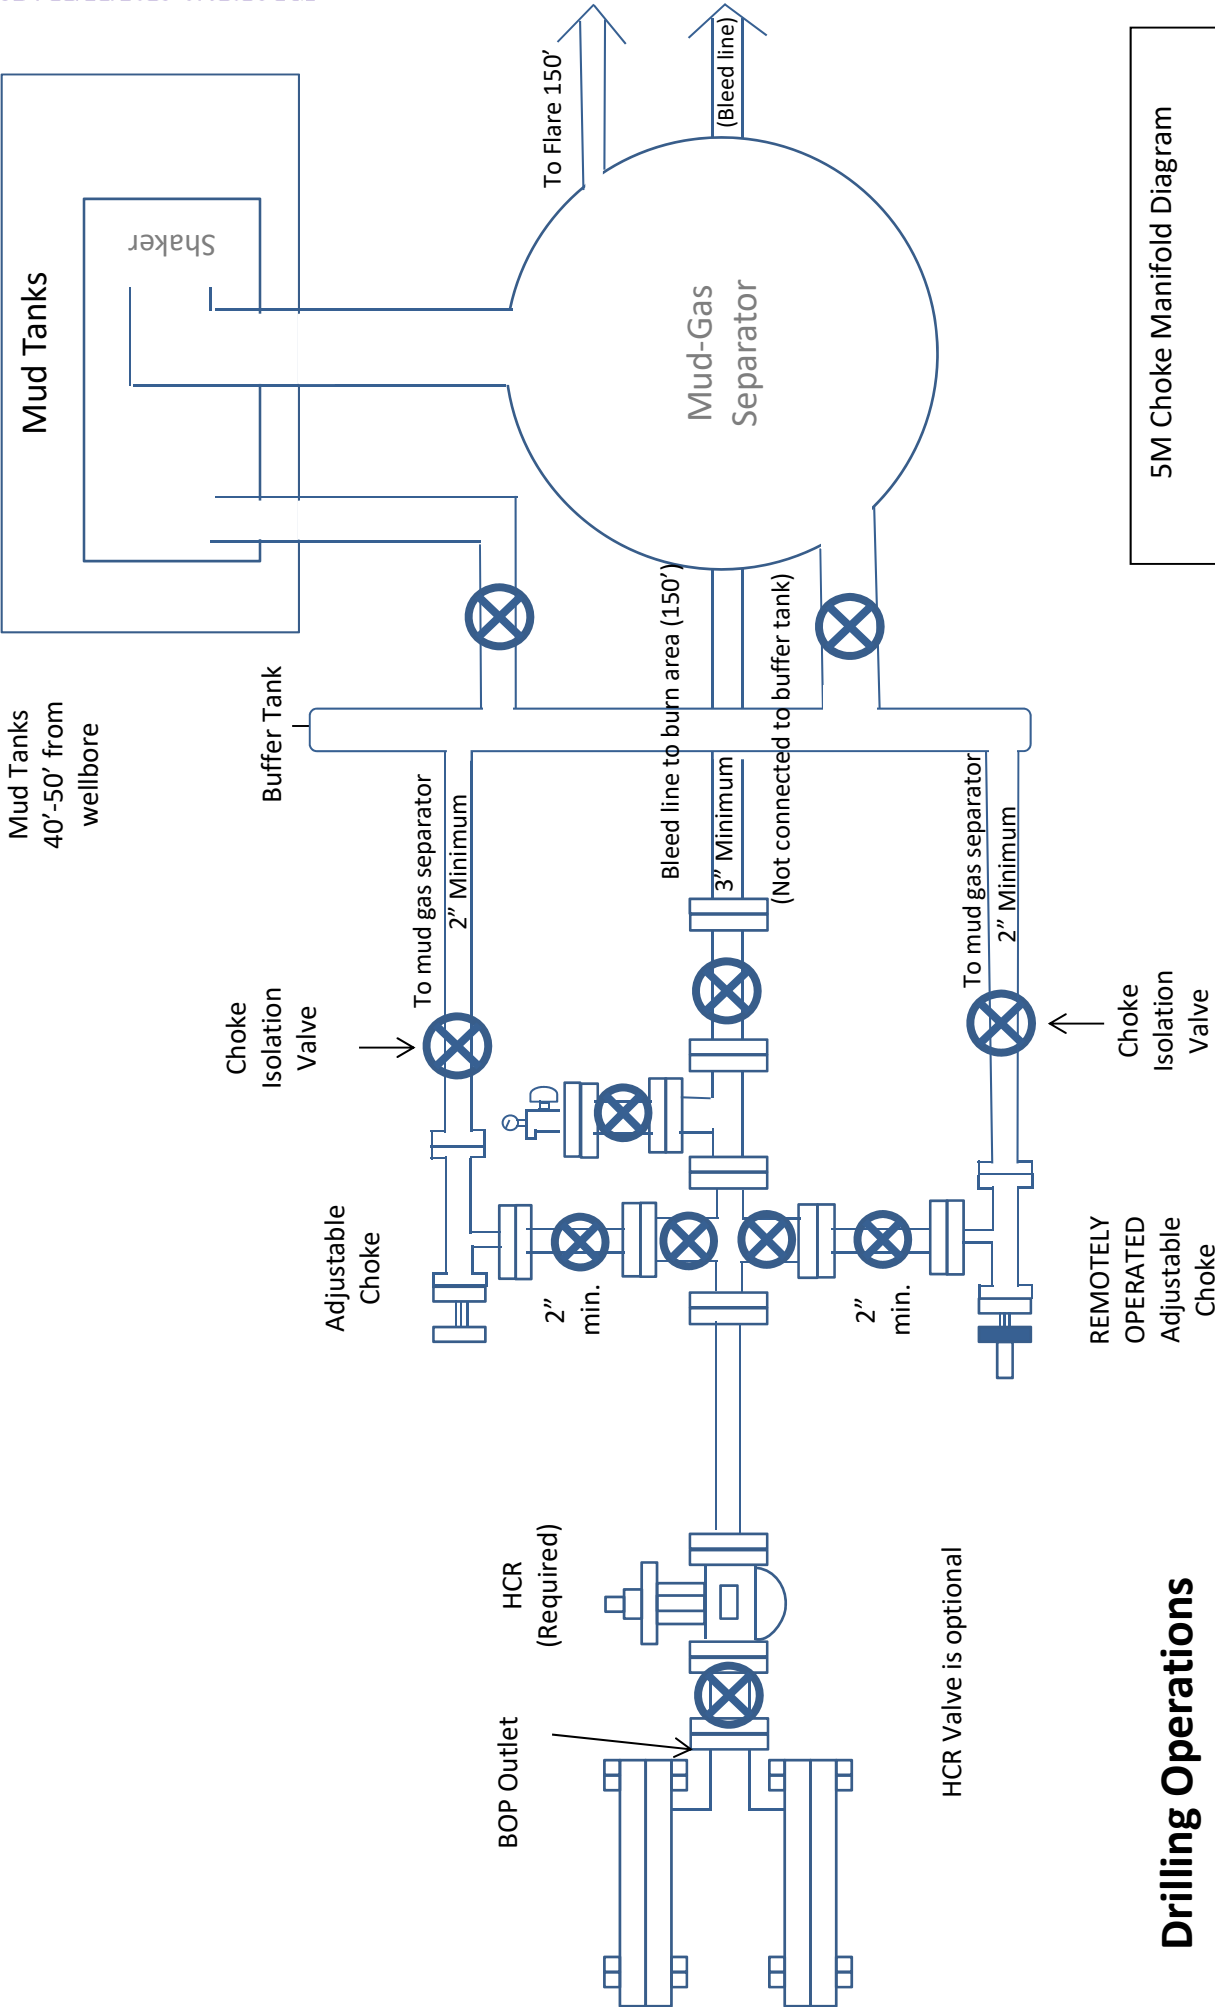 Mud Tanks
Shaker
Mud Tanks
40’-50’ from
wellbore
Buffer Tank
To Flare 150’
(Bleed line)
Mud-Gas
Separator
Bleed line to burn area (150’)
3” Minimum
(Not connected to buffer tank)
To mud gas separator
2” Minimum
Choke
Isolation
Valve
Adjustable
Choke
2”
min.
To mud gas separator
2” Minimum
Choke
Isolation
Valve
REMOTELY
OPERATED
Adjustable
Choke
2”
min.
HCR
(Required)
BOP Outlet
HCR Valve is optional
5M Choke Manifold Diagram
Drilling Operations